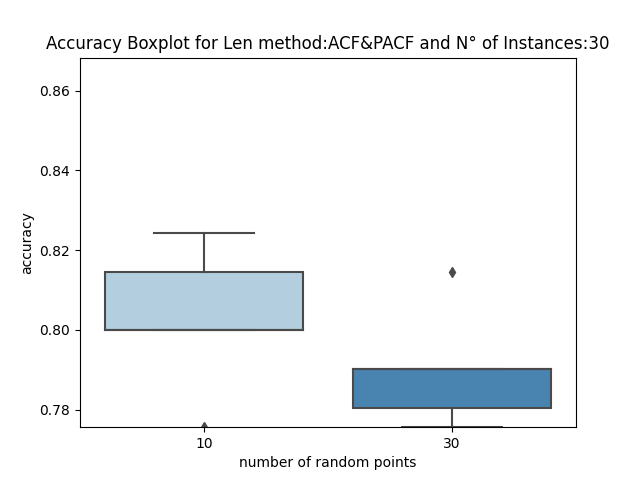 Accuracy Boxplot for Len method:ACF&PACF and N° of Instances:30
0.86
0.84
0.82
0.80
0.78
accuracy
10 30
number of random points